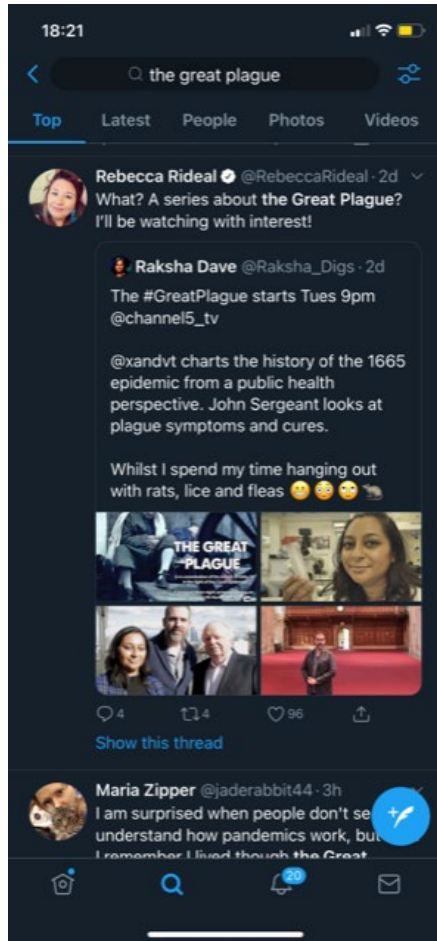 18:21
the great plague
Top Latest People Photos Videos
Rebecca Rideal @RebeccaRideal · 2d
What? A series about the Great Plague?
I'll be watching with interest!
Raksha Dave @Raksha_Digs · 2d
The #GreatPlague starts Tues 9pm
@channel5_tv
@xandvt charts the history of the 1665
epidemic from a public health
perspective. John Sergeant looks at
plague symptoms and cures.
Whilst I spend my time hanging out
with rats, lice and fleas 😬😳🙄🐀
THE GREAT
PLAGUE
4 4 96
Show this thread
Maria Zipper @jaderabbit44 · 3h
I am surprised when people don't se
understand how pandemics work, but
I remember I lived though the Great
20